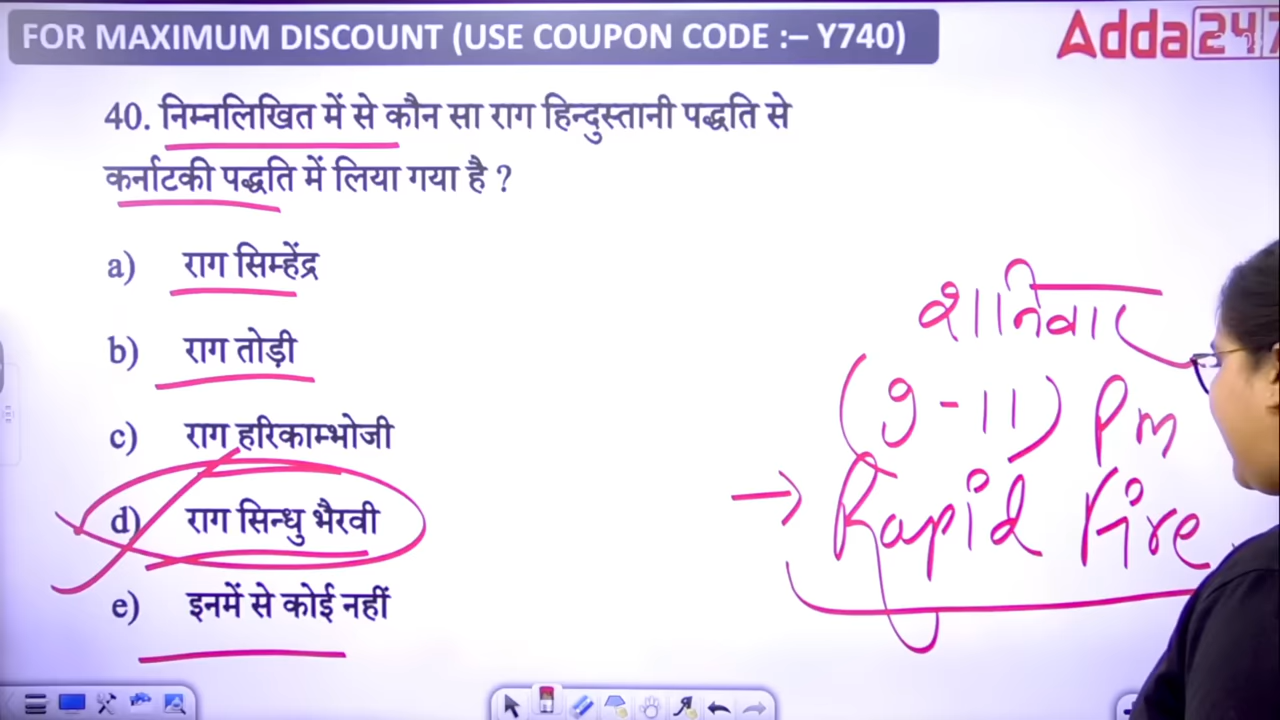 FOR MAXIMUM DISCOUNT (USE COUPON CODE :– Y740)
Adda247
40. निम्नलिखित में से कौन सा राग हिन्दुस्तानी पद्धति से
कर्नाटकी पद्धति में लिया गया है ?
a) राग सिम्हेंद्र
b) राग तोड़ी
c) राग हरिकाम्भोजी
d) राग सिन्धु भैरवी
e) इनमें से कोई नहीं
शनिवार
(9-11) Pm
→ Rapid Fire